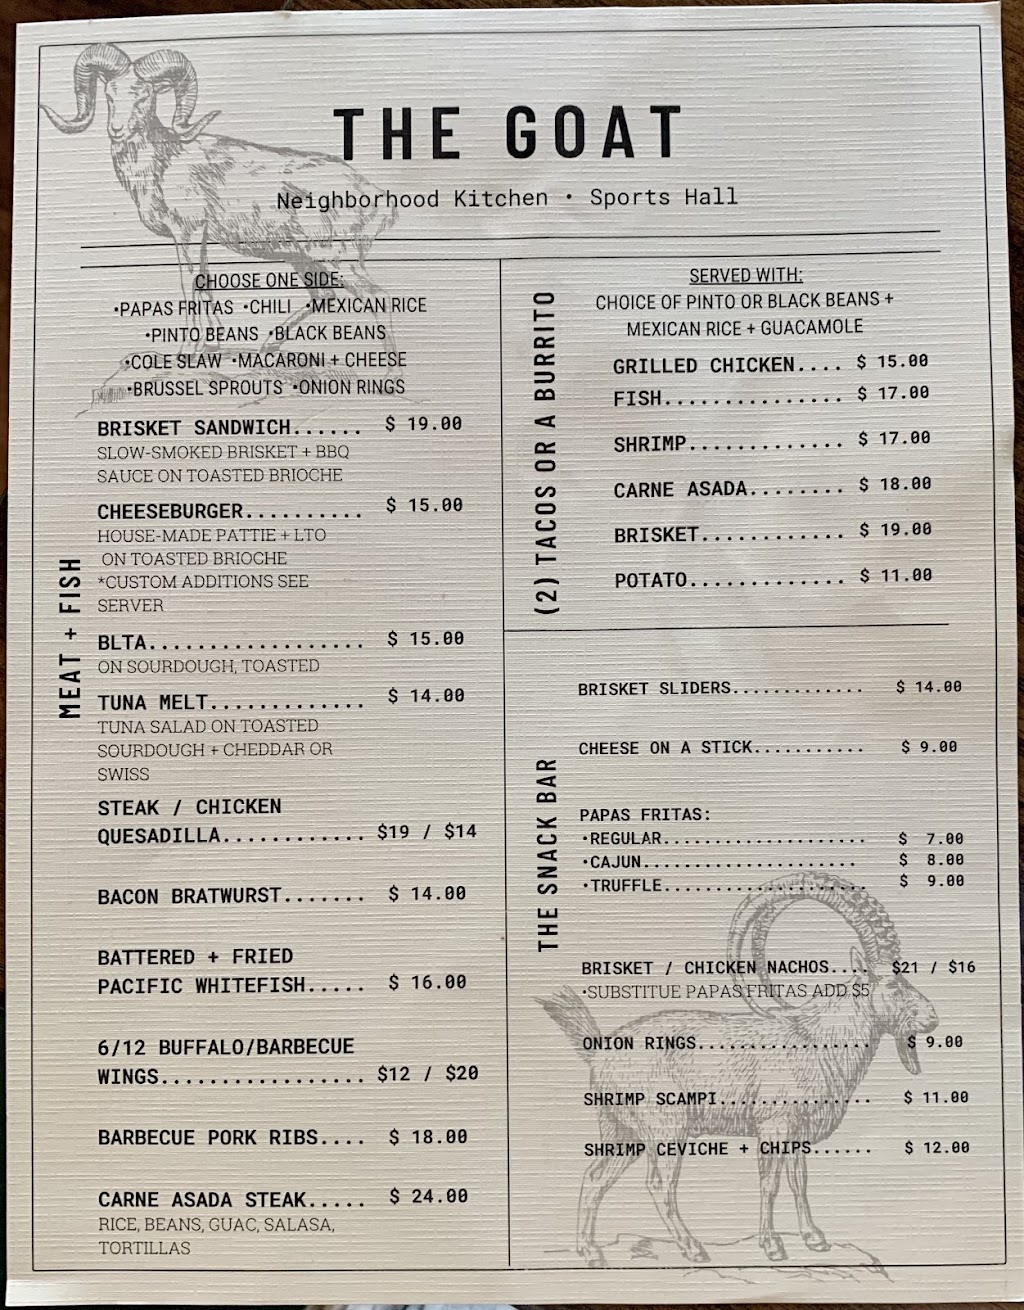 THE GOAT
Neighborhood Kitchen • Sports Hall
MEAT + FISH
CHOOSE ONE SIDE:
•PAPAS FRITAS •CHILI •MEXICAN RICE
•PINTO BEANS •BLACK BEANS
•COLE SLAW •MACARONI + CHEESE
•BRUSSEL SPROUTS •ONION RINGS
BRISKET SANDWICH...... $ 19.00
SLOW-SMOKED BRISKET + BBQ
SAUCE ON TOASTED BRIOCHE
CHEESEBURGER.......... $ 15.00
HOUSE-MADE PATTIE + LTO
ON TOASTED BRIOCHE
*CUSTOM ADDITIONS SEE
SERVER
BLTA.................. $ 15.00
ON SOURDOUGH, TOASTED
TUNA MELT............. $ 14.00
TUNA SALAD ON TOASTED
SOURDOUGH + CHEDDAR OR
SWISS
STEAK / CHICKEN
QUESADILLA............ $19 / $14
BACON BRATWURST....... $ 14.00
BATTERED + FRIED
PACIFIC WHITEFISH..... $ 16.00
6/12 BUFFALO/BARBECUE
WINGS................. $12 / $20
BARBECUE PORK RIBS.... $ 18.00
CARNE ASADA STEAK..... $ 24.00
RICE, BEANS, GUAC, SALASA,
TORTILLAS
(2) TACOS OR A BURRITO
SERVED WITH:
CHOICE OF PINTO OR BLACK BEANS +
MEXICAN RICE + GUACAMOLE
GRILLED CHICKEN.... $ 15.00
FISH............... $ 17.00
SHRIMP............. $ 17.00
CARNE ASADA........ $ 18.00
BRISKET............ $ 19.00
POTATO............. $ 11.00
THE SNACK BAR
BRISKET SLIDERS............. $ 14.00
CHEESE ON A STICK........... $ 9.00
PAPAS FRITAS:
•REGULAR.................... $ 7.00
•CAJUN..................... $ 8.00
•TRUFFLE.................... $ 9.00
BRISKET / CHICKEN NACHOS.... $21 / $16
•SUBSTITUE PAPAS FRITAS ADD $5
ONION RINGS................. $ 9.00
SHRIMP SCAMPI............... $ 11.00
SHRIMP CEVICHE + CHIPS...... $ 12.00